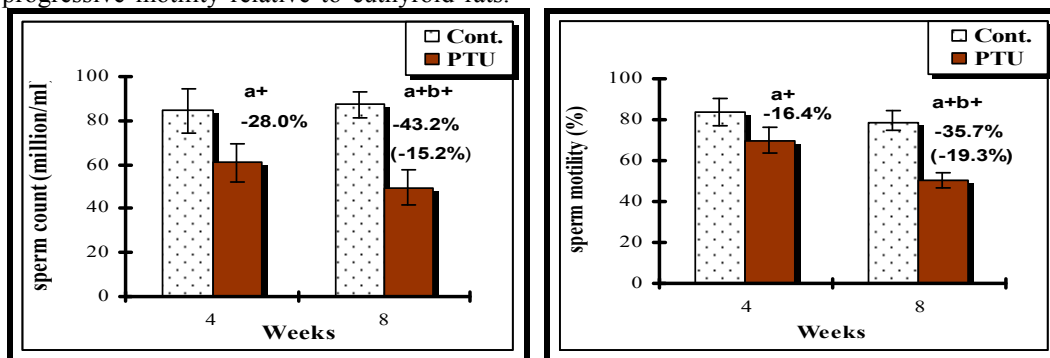 progressive motility relative to euthyroid rats.
Cont.
PTU
sperm count (million/ml)
100
80
60
40
20
0
a+
-28.0%
a+b+
-43.2%
(-15.2%)
4
8
Weeks
Cont.
PTU
sperm motility (%)
100
80
60
40
20
0
a+
-16.4%
a+b+
-35.7%
(-19.3%)
4
8
Weeks